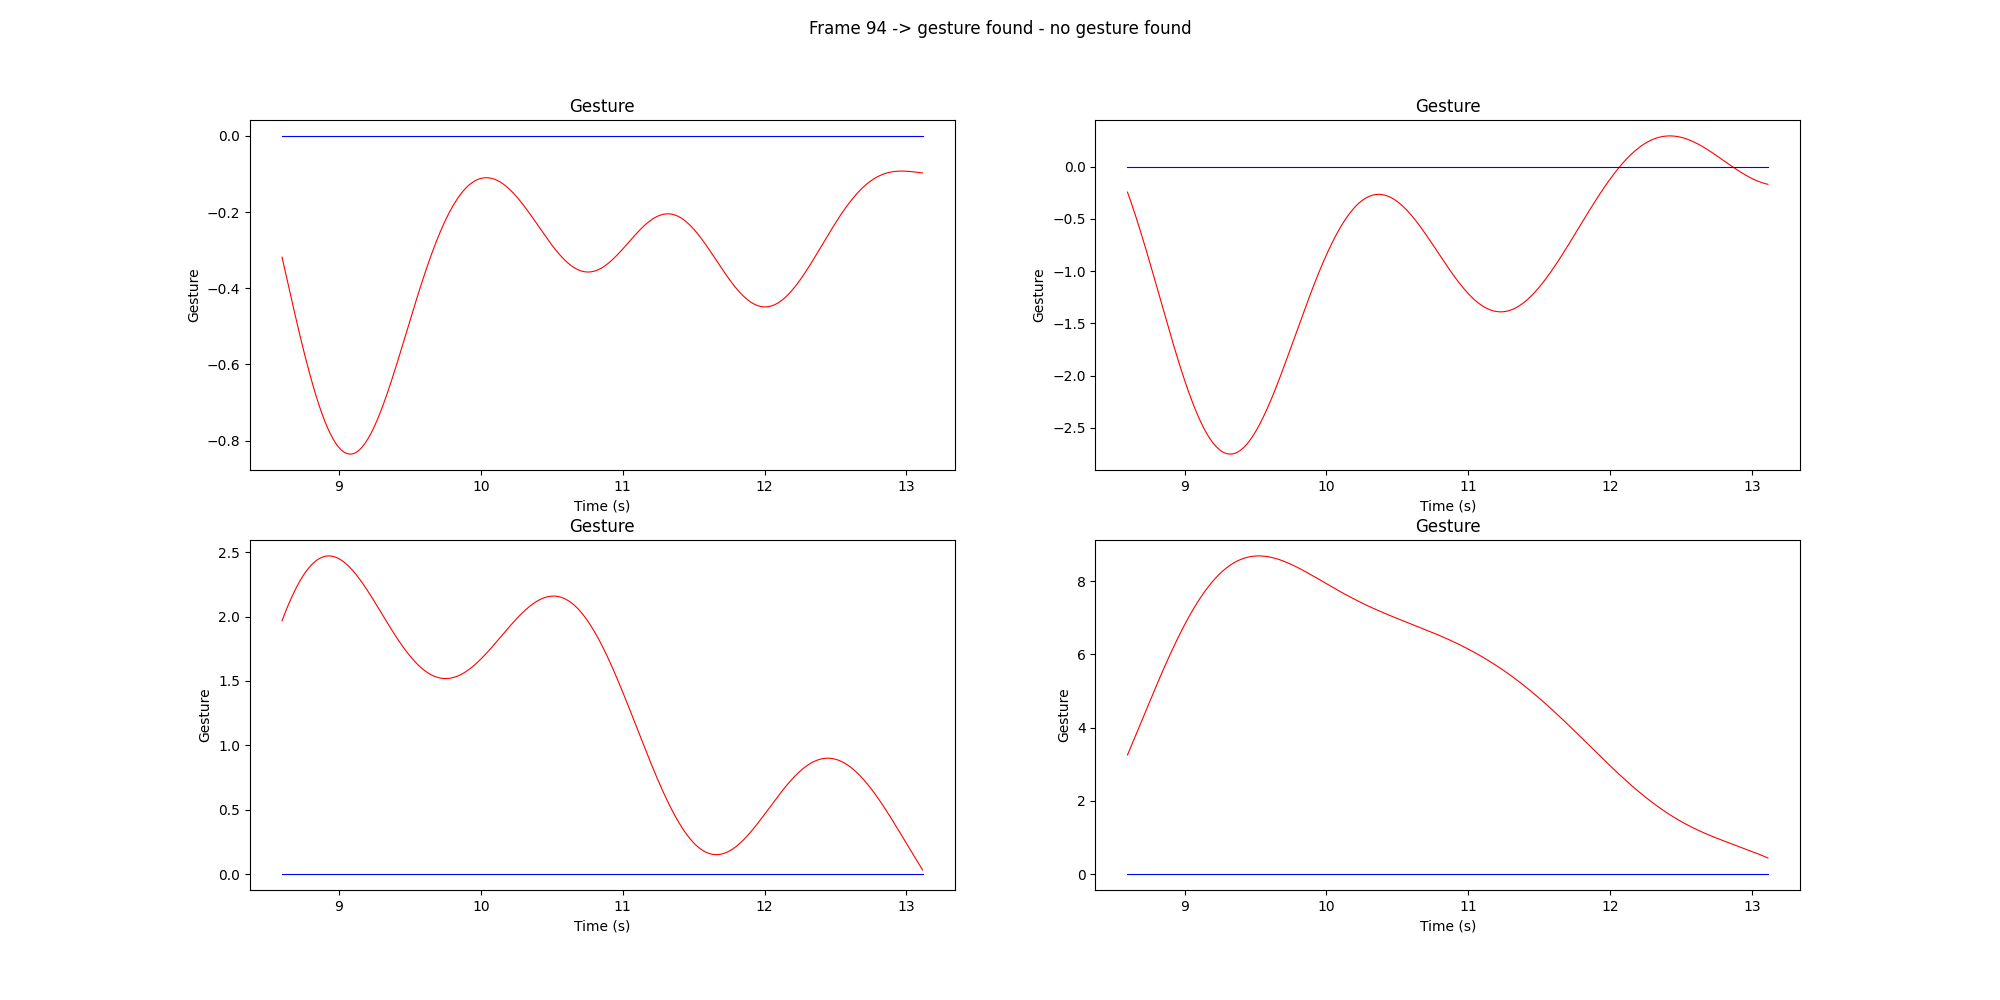 Frame 94 -> gesture found - no gesture found
Gesture
0.0
−0.2
−0.4
−0.6
−0.8
Gesture
9 10 11 12 13
Time (s)
Gesture
0.0
−0.5
−1.0
−1.5
−2.0
−2.5
Gesture
9 10 11 12 13
Time (s)
Gesture
2.5
2.0
1.5
1.0
0.5
0.0
Gesture
9 10 11 12 13
Time (s)
Gesture
8
6
4
2
0
Gesture
9 10 11 12 13
Time (s)